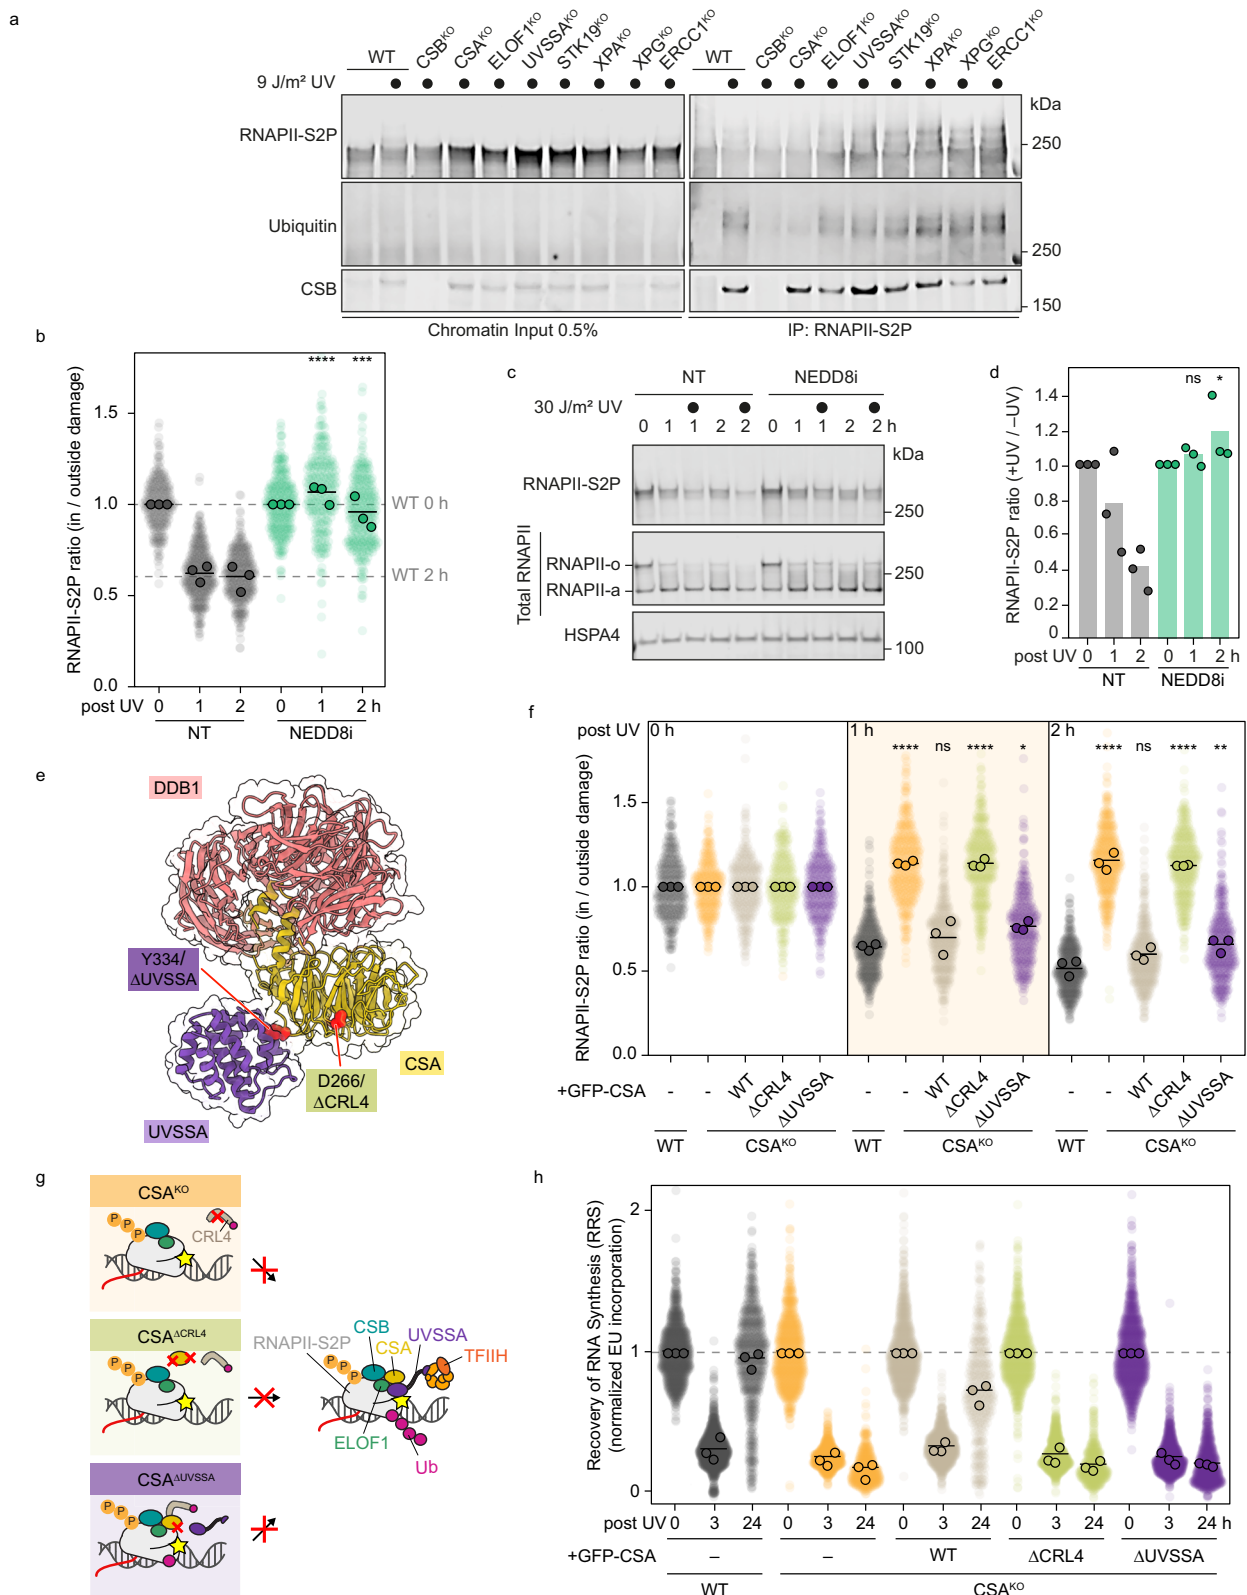 a
WT CSBᴷᴼ CSAᴷᴼ ELOF1ᴷᴼ UVSSAᴷᴼ STK19ᴷᴼ XPAᴷᴼ XPGᴷᴼ ERCC1ᴷᴼ WT CSBᴷᴼ CSAᴷᴼ ELOF1ᴷᴼ UVSSAᴷᴼ STK19ᴷᴼ XPAᴷᴼ XPGᴷᴼ ERCC1ᴷᴼ
9 J/m² UV
kDa
RNAPII-S2P
250
Ubiquitin
250
CSB
150
Chromatin Input 0.5% IP: RNAPII-S2P
b
RNAPII-S2P ratio (in / outside damage)
**** ***
1.5
1.0
0.5
0.0
WT 0 h
WT 2 h
post UV 0 1 2 0 1 2 h
NT NEDD8i
c
NT NEDD8i
30 J/m² UV
0 1 1 2 2 0 1 1 2 2 h
kDa
RNAPII-S2P
250
Total RNAPII
RNAPII-o
RNAPII-a
250
HSPA4
100
d
RNAPII-S2P ratio (+UV / –UV)
ns *
1.4
1.2
1.0
0.8
0.6
0.4
0.2
0
post UV 0 1 2 0 1 2 h
NT NEDD8i
e
DDB1
Y334/
ΔUVSSA
CSA
D266/
ΔCRL4
UVSSA
f
post UV 0 h 1 h 2 h
**** ns **** * **** ns **** **
RNAPII-S2P ratio (in / outside damage)
1.5
1.0
0.5
0.0
+GFP-CSA - - WT ΔCRL4 ΔUVSSA - - WT ΔCRL4 ΔUVSSA - - WT ΔCRL4 ΔUVSSA
WT CSAᴷᴼ WT CSAᴷᴼ WT CSAᴷᴼ
g
CSAᴷᴼ
P P P
CRL4
CSA^ΔCRL4
P P P
CSA^ΔUVSSA
P P P
RNAPII-S2P
CSB
CSA
UVSSA
TFIIH
P P P
ELOF1
Ub
h
Recovery of RNA Synthesis (RRS)
(normalized EU incorporation)
2
1
0
post UV 0 3 24 0 3 24 0 3 24 0 3 24 0 3 24 h
+GFP-CSA – – WT ΔCRL4 ΔUVSSA
WT CSAᴷᴼ